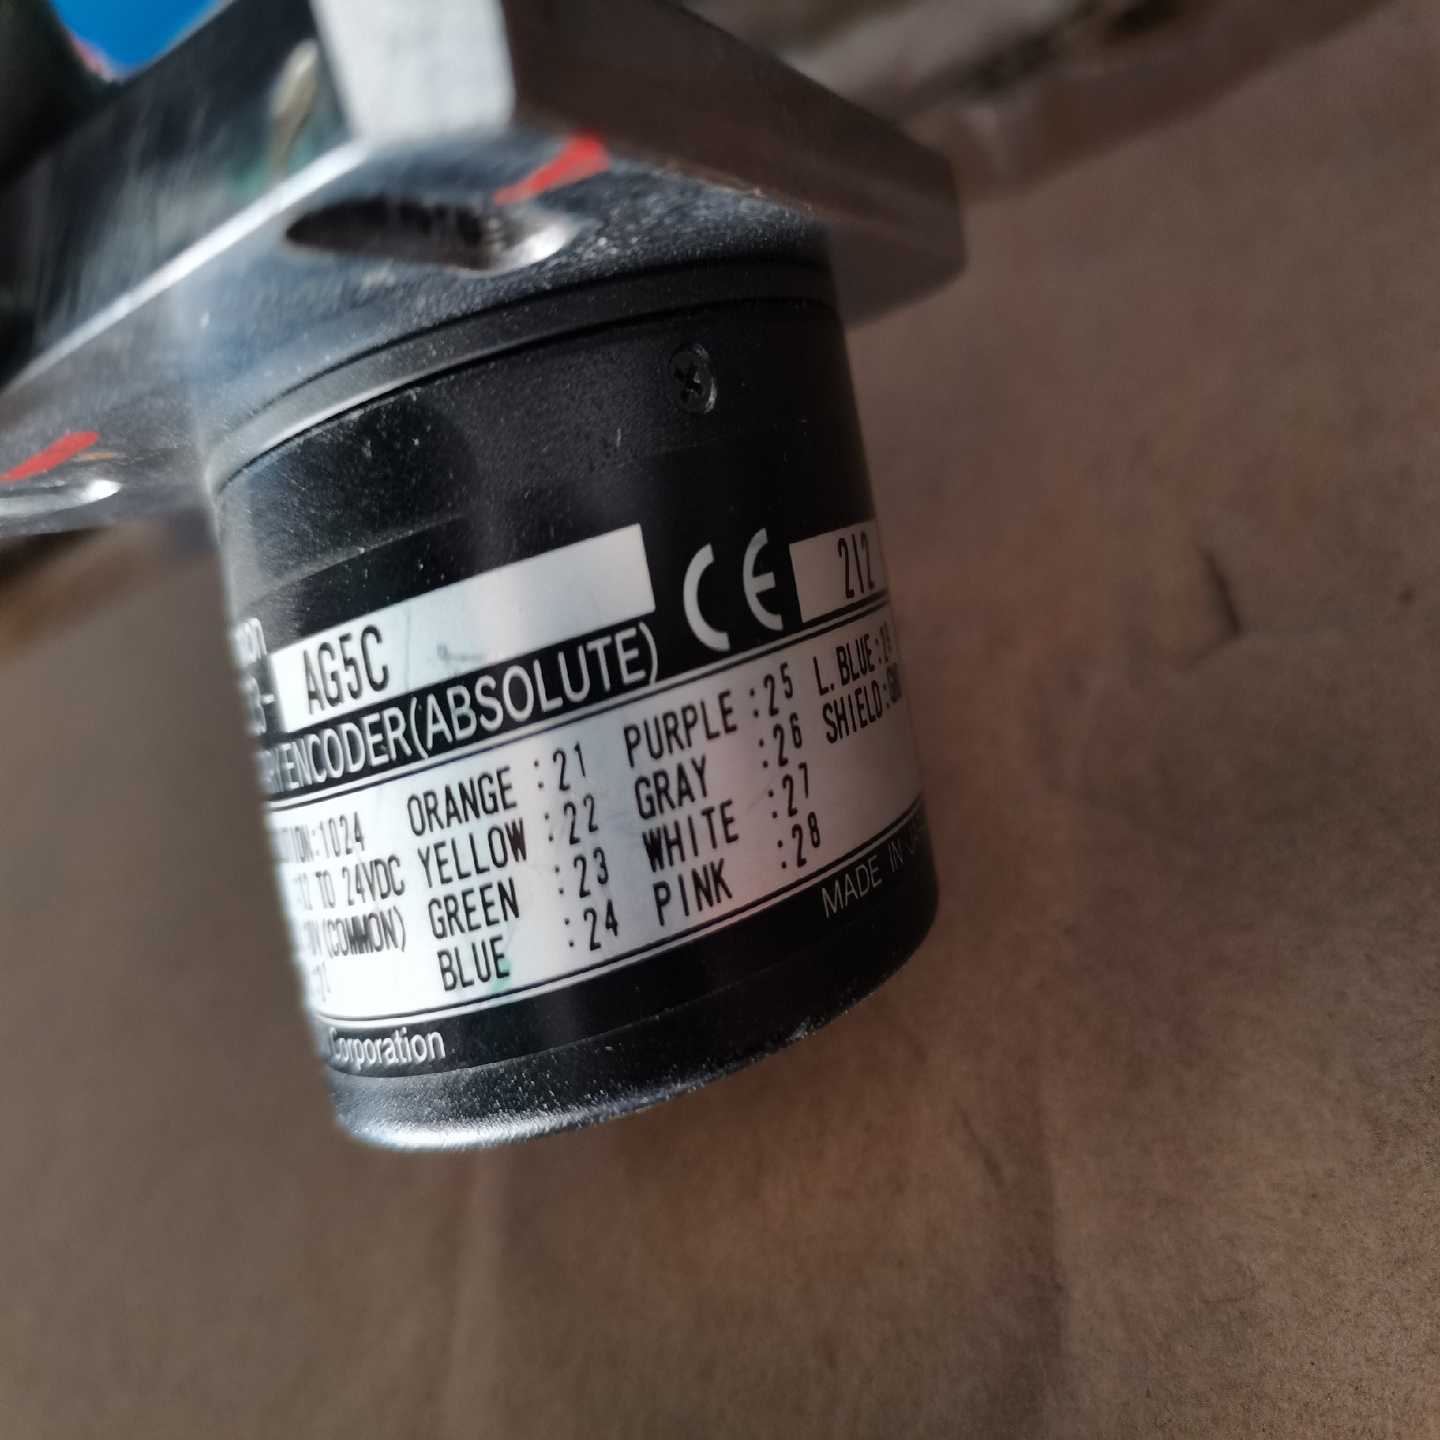 AG5C
CE 212
ENCODER(ABSOLUTE)
:1024 ORANGE :21 PURPLE :25 L.BLUE:
TO 24VDC YELLOW :22 GRAY :26 SHIELD:
(COMMON) GREEN :23 WHITE :27
BLUE :24 PINK :28
Corporation MADE IN